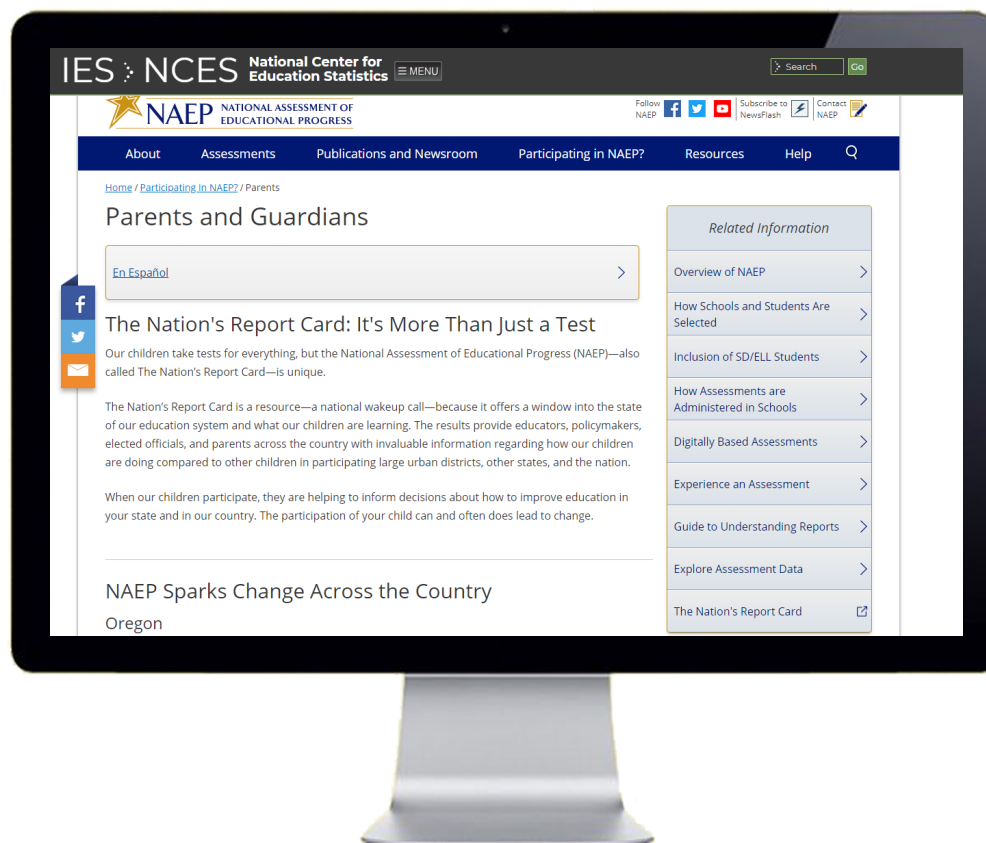 IES NCES National Center for
Education Statistics
MENU
Search
Go
NAEP NATIONAL ASSESSMENT OF
EDUCATIONAL PROGRESS
Follow
NAEP
Subscribe to
NewsFlash
Contact
NAEP
About Assessments Publications and Newsroom Participating in NAEP? Resources Help
Home / Participating in NAEP? / Parents
Parents and Guardians
En Español
The Nation's Report Card: It's More Than Just a Test
Our children take tests for everything, but the National Assessment of Educational Progress (NAEP)—also
called The Nation's Report Card—is unique.
The Nation's Report Card is a resource—a national wakeup call—because it offers a window into the state
of our education system and what our children are learning. The results provide educators, policymakers,
elected officials, and parents across the country with invaluable information regarding how our children
are doing compared to other children in participating large urban districts, other states, and the nation.
When our children participate, they are helping to inform decisions about how to improve education in
your state and in our country. The participation of your child can and often does lead to change.
NAEP Sparks Change Across the Country
Oregon
Related Information
Overview of NAEP
How Schools and Students Are
Selected
Inclusion of SD/ELL Students
How Assessments are
Administered in Schools
Digitally Based Assessments
Experience an Assessment
Guide to Understanding Reports
Explore Assessment Data
The Nation's Report Card